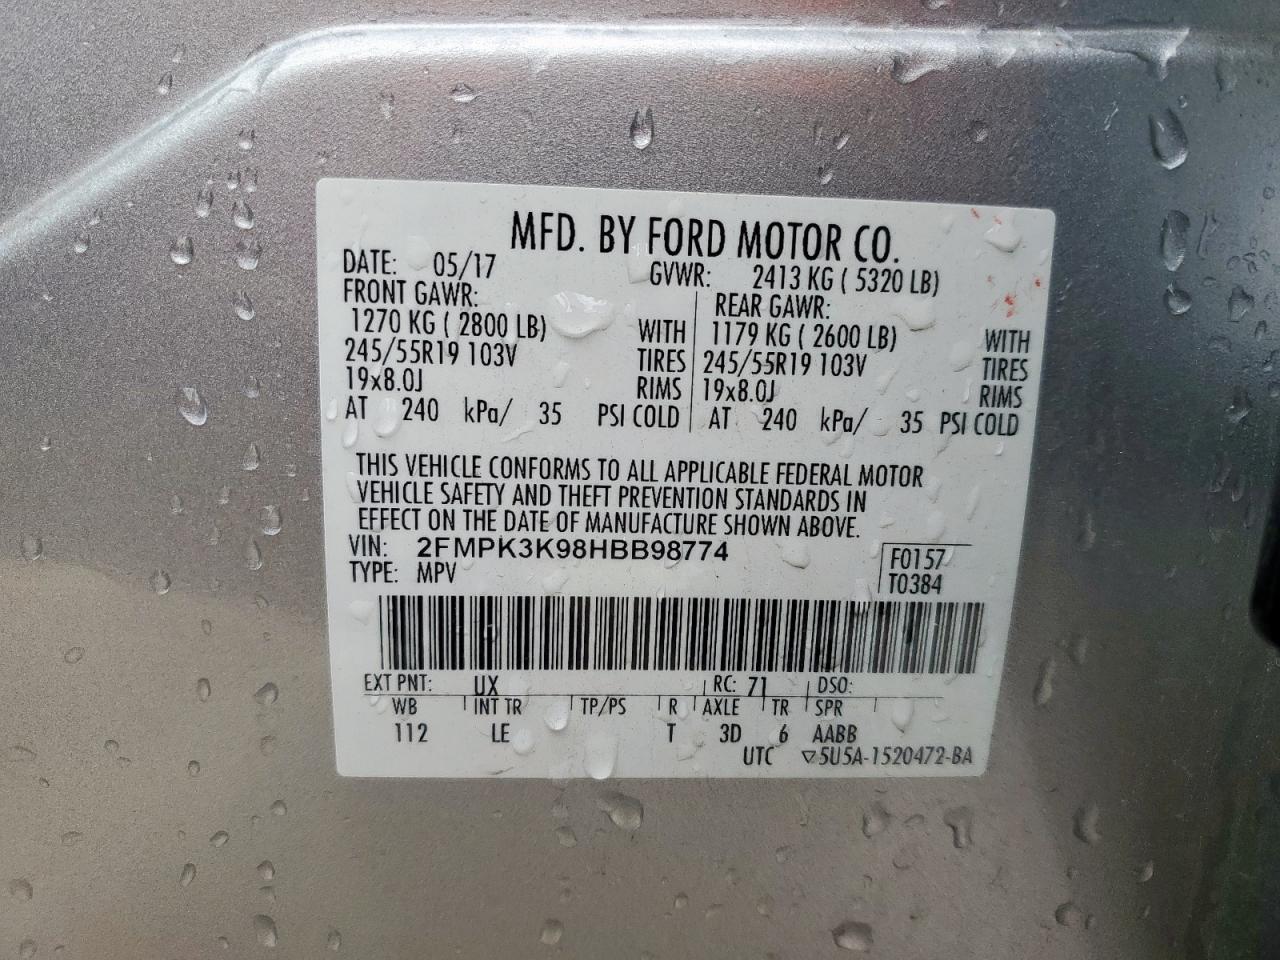 MFD. BY FORD MOTOR CO.
DATE: 05/17 GVWR: 2413 KG ( 5320 LB)
FRONT GAWR: REAR GAWR:
1270 KG ( 2800 LB) WITH 1179 KG ( 2600 LB) WITH
245/55R19 103V TIRES 245/55R19 103V TIRES
19x8.0J RIMS 19x8.0J RIMS
AT 240 kPa/ 35 PSI COLD AT 240 kPa/ 35 PSI COLD
THIS VEHICLE CONFORMS TO ALL APPLICABLE FEDERAL MOTOR
VEHICLE SAFETY AND THEFT PREVENTION STANDARDS IN
EFFECT ON THE DATE OF MANUFACTURE SHOWN ABOVE.
VIN: 2FMPK3K98HBB98774 F0157
TYPE: MPV T0384
EXT PNT: UX RC: 71 DSO:
WB INT TR TP/PS R AXLE TR SPR
112 LE T 3D 6 AABB
UTC ▽5U5A-1520472-BA